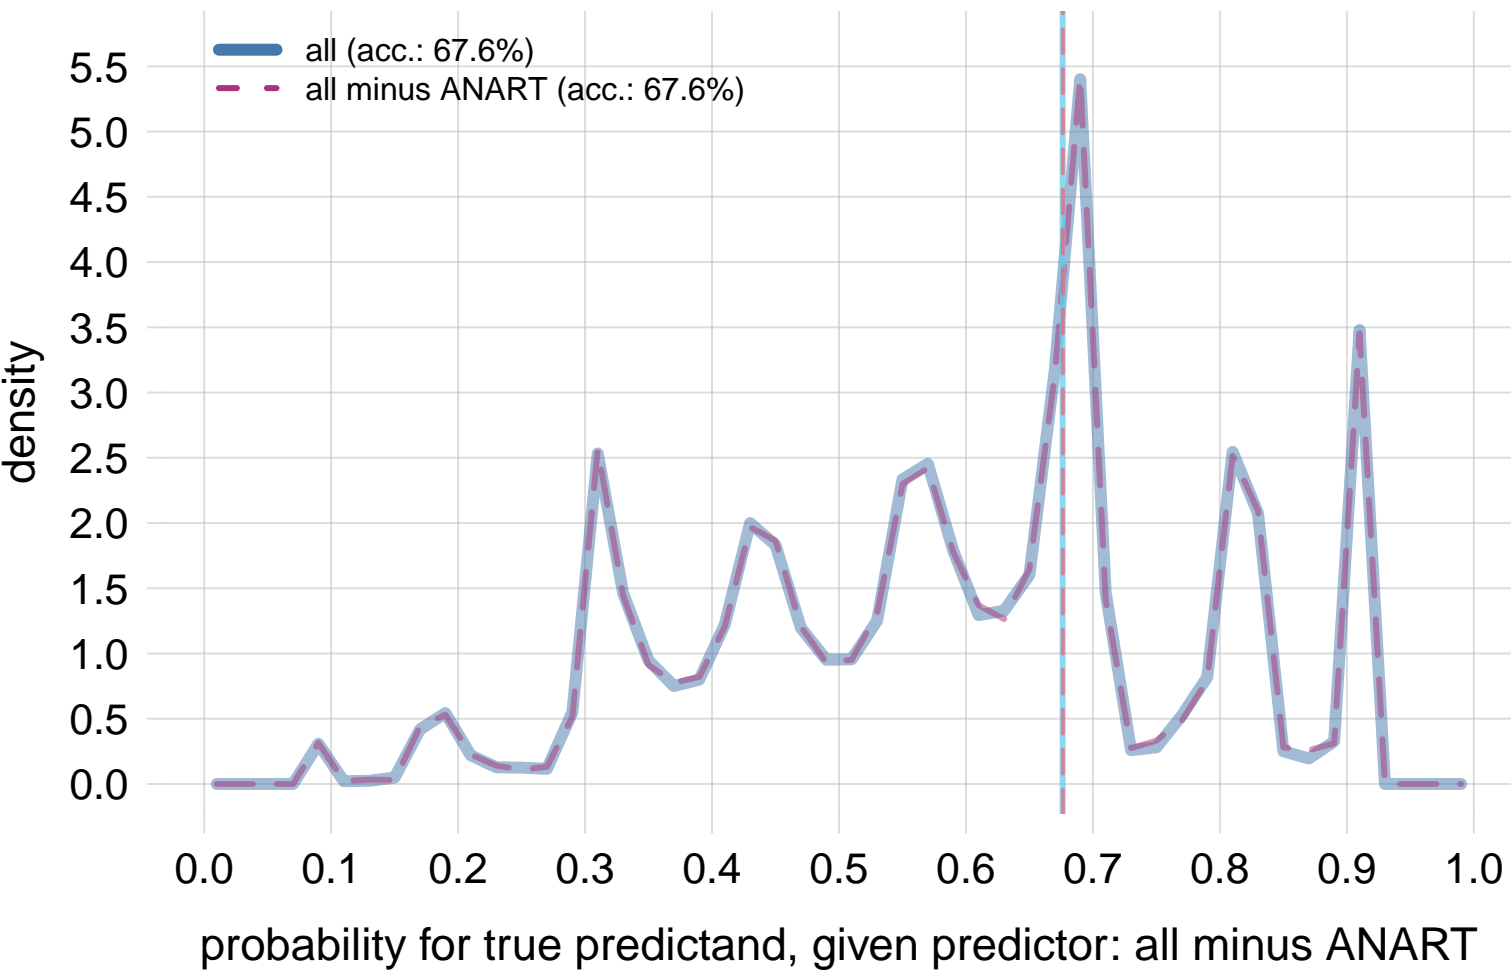 all (acc.: 67.6%)
all minus ANART (acc.: 67.6%)
5.5
5.0
4.5
4.0
3.5
3.0
2.5
2.0
1.5
1.0
0.5
0.0
density
0.0 0.1 0.2 0.3 0.4 0.5 0.6 0.7 0.8 0.9 1.0
probability for true predictand, given predictor: all minus ANART